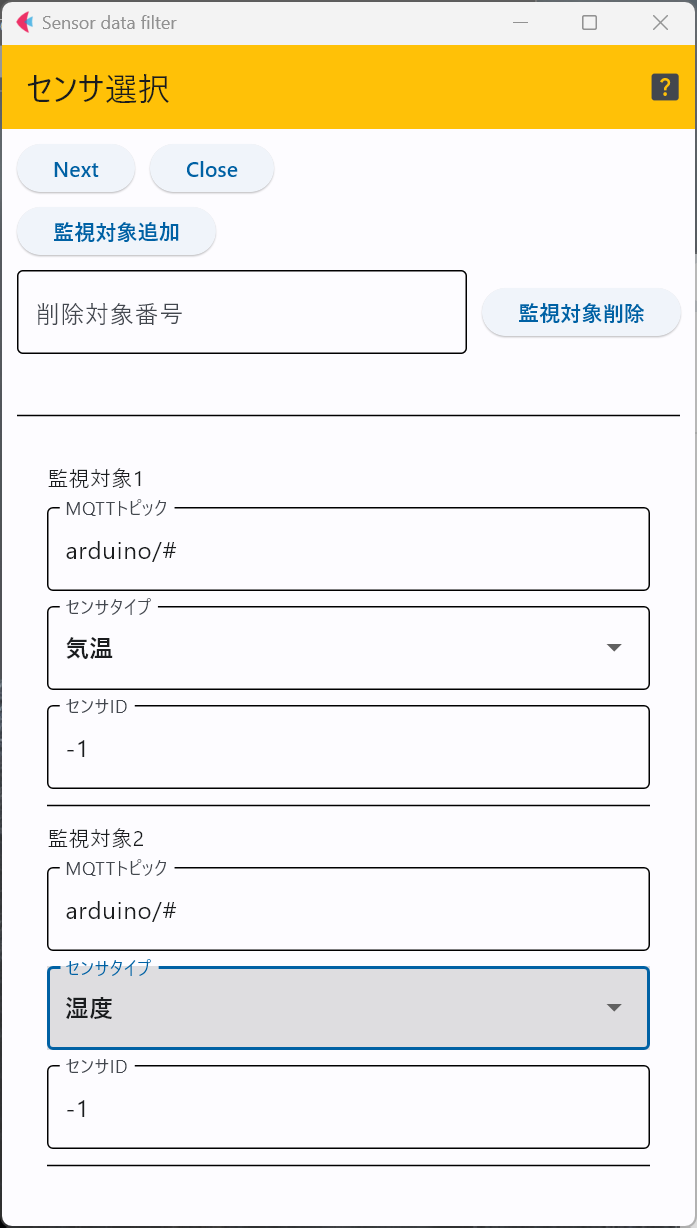 Sensor data filter
センサ選択
?
Next
Close
監視対象追加
削除対象番号
監視対象削除
監視対象1
MQTTトピック
arduino/#
センサタイプ
気温
センサID
-1
監視対象2
MQTTトピック
arduino/#
センサタイプ
湿度
センサID
-1